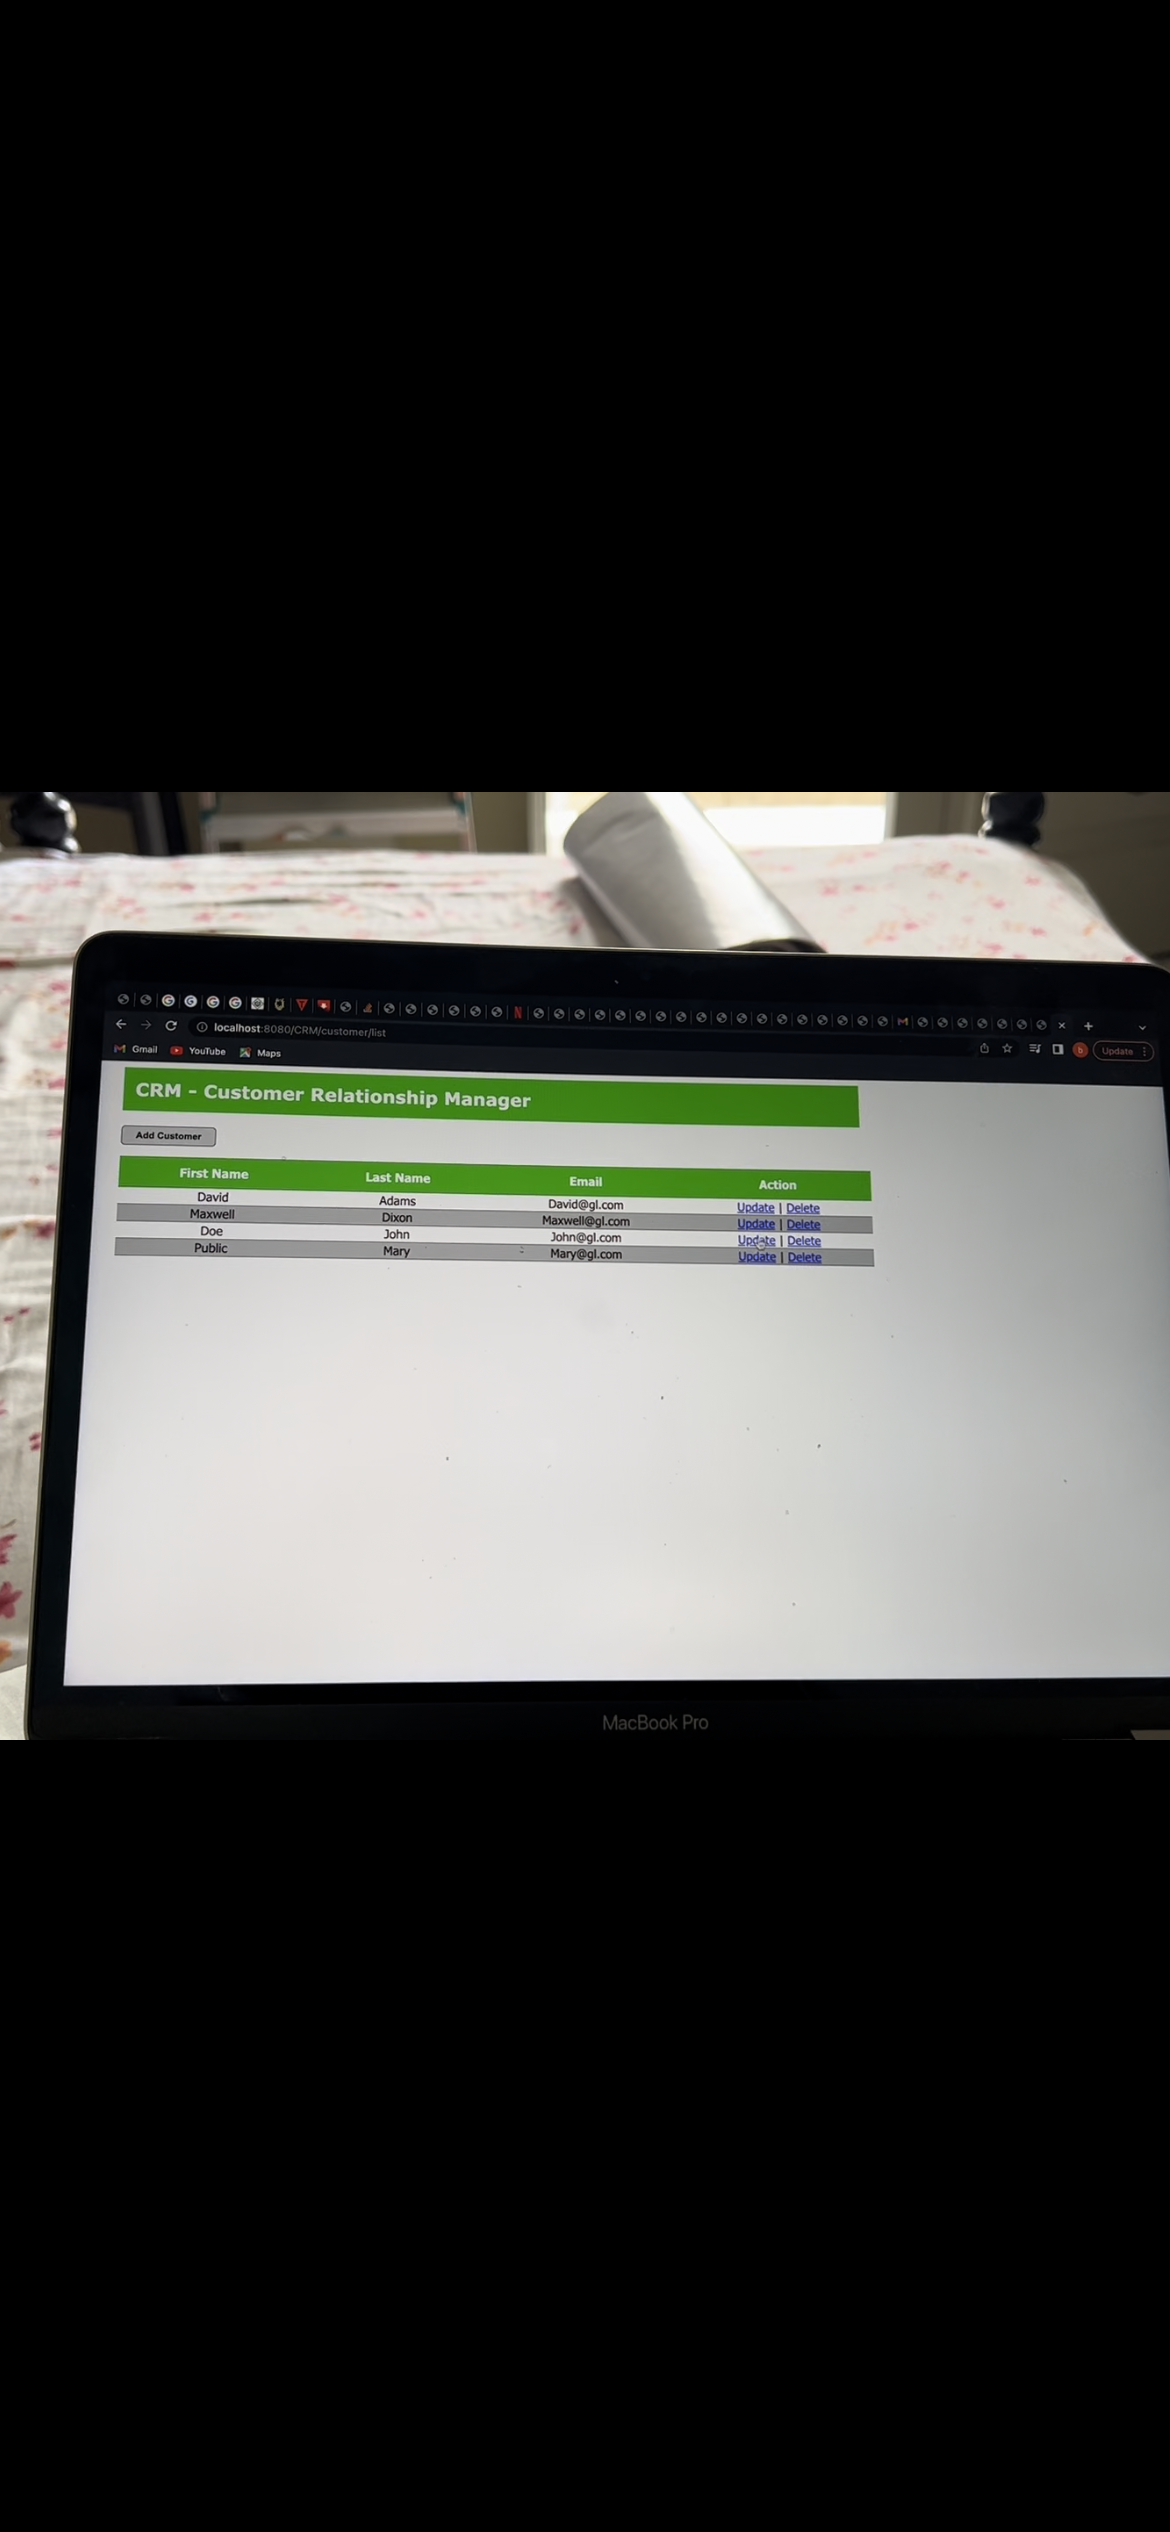 localhost:8080/CRM/customer/list
Gmail YouTube Maps Update
CRM - Customer Relationship Manager
Add Customer
First Name Last Name Email Action
David Adams David@gl.com Update | Delete
Maxwell Dixon Maxwell@gl.com Update | Delete
Doe John John@gl.com Update | Delete
Public Mary Mary@gl.com Update | Delete
MacBook Pro